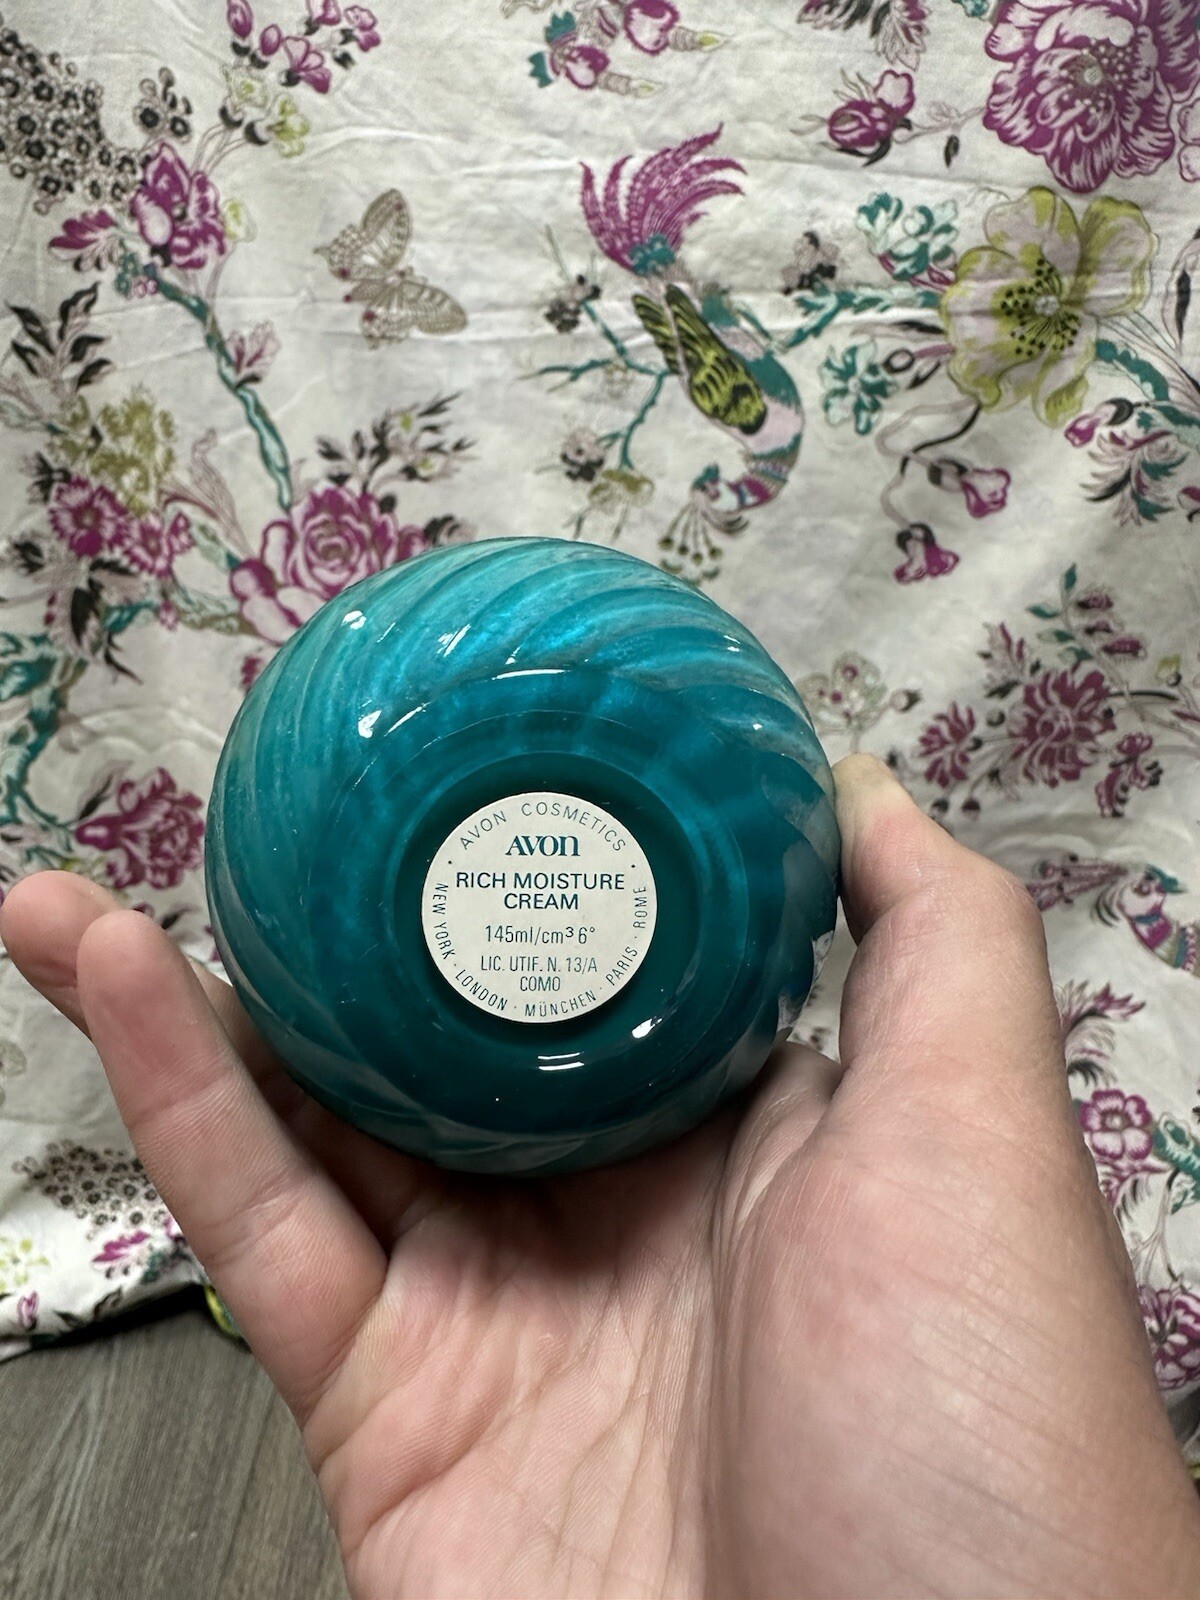 · AVON COSMETICS ·
AVON
RICH MOISTURE
CREAM
145ml/cm³ 6°
LIC. UTIF. N. 13/A
COMO
NEW YORK · LONDON · MÜNCHEN · PARIS · ROME